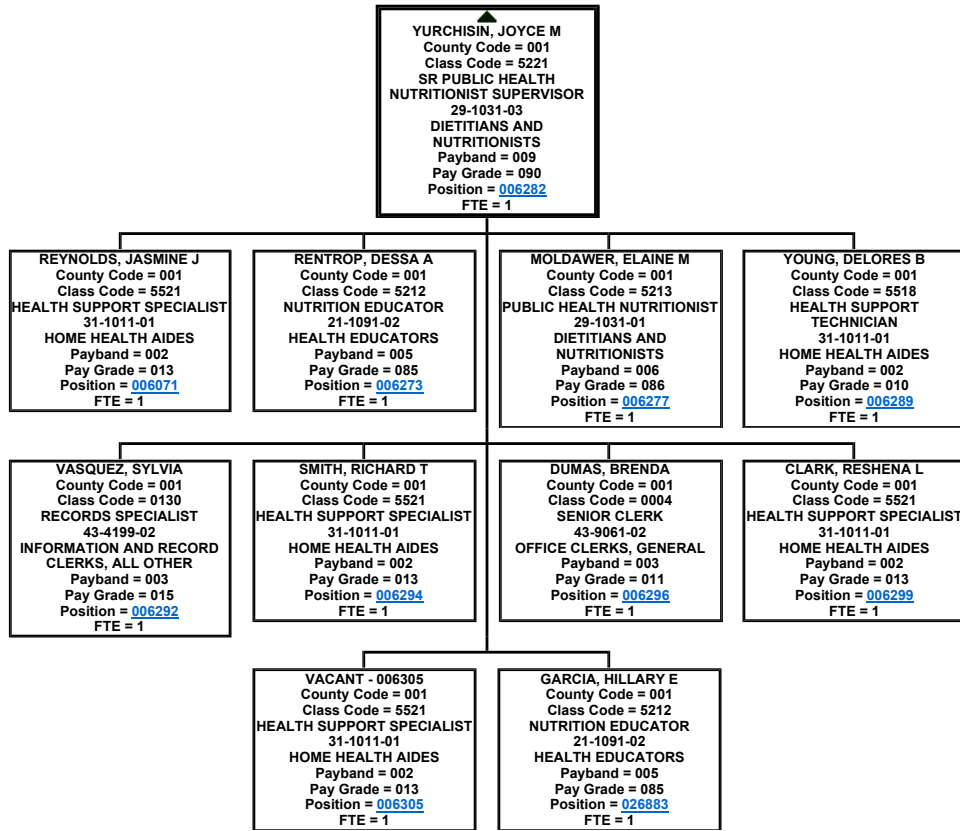 YURCHISIN, JOYCE M
County Code = 001
Class Code = 5221
SR PUBLIC HEALTH
NUTRITIONIST SUPERVISOR
29-1031-03
DIETITIANS AND
NUTRITIONISTS
Payband = 009
Pay Grade = 090
Position = 006282
FTE = 1
REYNOLDS, JASMINE J
County Code = 001
Class Code = 5521
HEALTH SUPPORT SPECIALIST
31-1011-01
HOME HEALTH AIDES
Payband = 002
Pay Grade = 013
Position = 006071
FTE = 1
RENTROP, DESSA A
County Code = 001
Class Code = 5212
NUTRITION EDUCATOR
21-1091-02
HEALTH EDUCATORS
Payband = 005
Pay Grade = 085
Position = 006273
FTE = 1
MOLDAWER, ELAINE M
County Code = 001
Class Code = 5213
PUBLIC HEALTH NUTRITIONIST
29-1031-01
DIETITIANS AND
NUTRITIONISTS
Payband = 006
Pay Grade = 086
Position = 006277
FTE = 1
YOUNG, DELORES B
County Code = 001
Class Code = 5518
HEALTH SUPPORT
TECHNICIAN
31-1011-01
HOME HEALTH AIDES
Payband = 002
Pay Grade = 010
Position = 006289
FTE = 1
VASQUEZ, SYLVIA
County Code = 001
Class Code = 0130
RECORDS SPECIALIST
43-4199-02
INFORMATION AND RECORD
CLERKS, ALL OTHER
Payband = 003
Pay Grade = 015
Position = 006292
FTE = 1
SMITH, RICHARD T
County Code = 001
Class Code = 5521
HEALTH SUPPORT SPECIALIST
31-1011-01
HOME HEALTH AIDES
Payband = 002
Pay Grade = 013
Position = 006294
FTE = 1
DUMAS, BRENDA
County Code = 001
Class Code = 0004
SENIOR CLERK
43-9061-02
OFFICE CLERKS, GENERAL
Payband = 003
Pay Grade = 011
Position = 006296
FTE = 1
CLARK, RESHENA L
County Code = 001
Class Code = 5521
HEALTH SUPPORT SPECIALIST
31-1011-01
HOME HEALTH AIDES
Payband = 002
Pay Grade = 013
Position = 006299
FTE = 1
VACANT - 006305
County Code = 001
Class Code = 5521
HEALTH SUPPORT SPECIALIST
31-1011-01
HOME HEALTH AIDES
Payband = 002
Pay Grade = 013
Position = 006305
FTE = 1
GARCIA, HILLARY E
County Code = 001
Class Code = 5212
NUTRITION EDUCATOR
21-1091-02
HEALTH EDUCATORS
Payband = 005
Pay Grade = 085
Position = 026883
FTE = 1